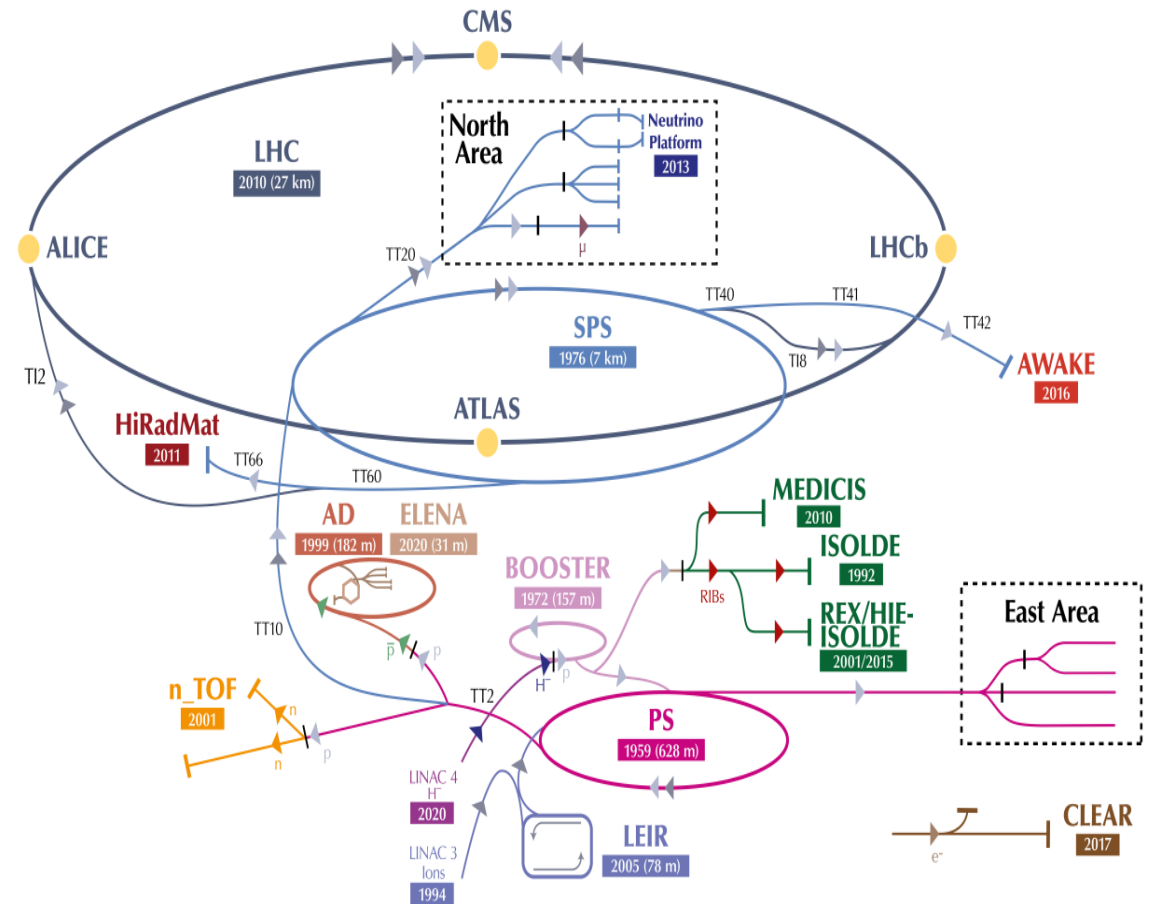 CMS
North
Area
Neutrino
Platform
2013
LHC
2010 (27 km)
μ
ALICE
LHCb
TT20
TT40
TT41
TT42
SPS
1976 (7 km)
TI8
AWAKE
2016
TI2
ATLAS
HiRadMat
2011
TT66
TT60
MEDICIS
2010
AD
1999 (182 m)
ELENA
2020 (31 m)
BOOSTER
1972 (157 m)
ISOLDE
1992
RIBs
REX/HIE-
ISOLDE
2001/2015
East Area
TT10
p̄
p
H⁻
p
TT2
n_TOF
2001
n
n
p
PS
1959 (628 m)
LINAC 4
H⁻
2020
LINAC 3
Ions
1994
LEIR
2005 (78 m)
CLEAR
2017
e⁻